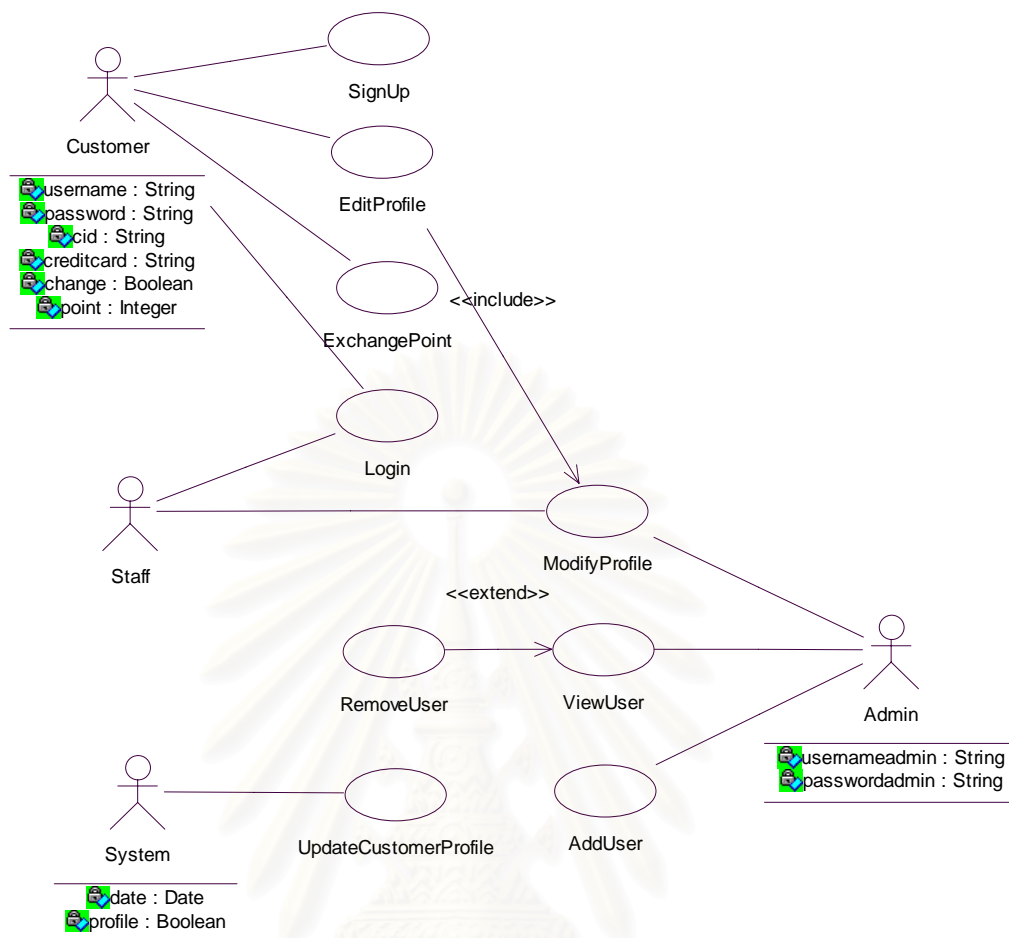 SignUp
Customer
username : String
password : String
cid : String
creditcard : String
change : Boolean
point : Integer
EditProfile
<<include>>
ExchangePoint
Login
Staff
ModifyProfile
<<extend>>
RemoveUser
ViewUser
Admin
usernameadmin : String
passwordadmin : String
System
date : Date
profile : Boolean
UpdateCustomerProfile
AddUser